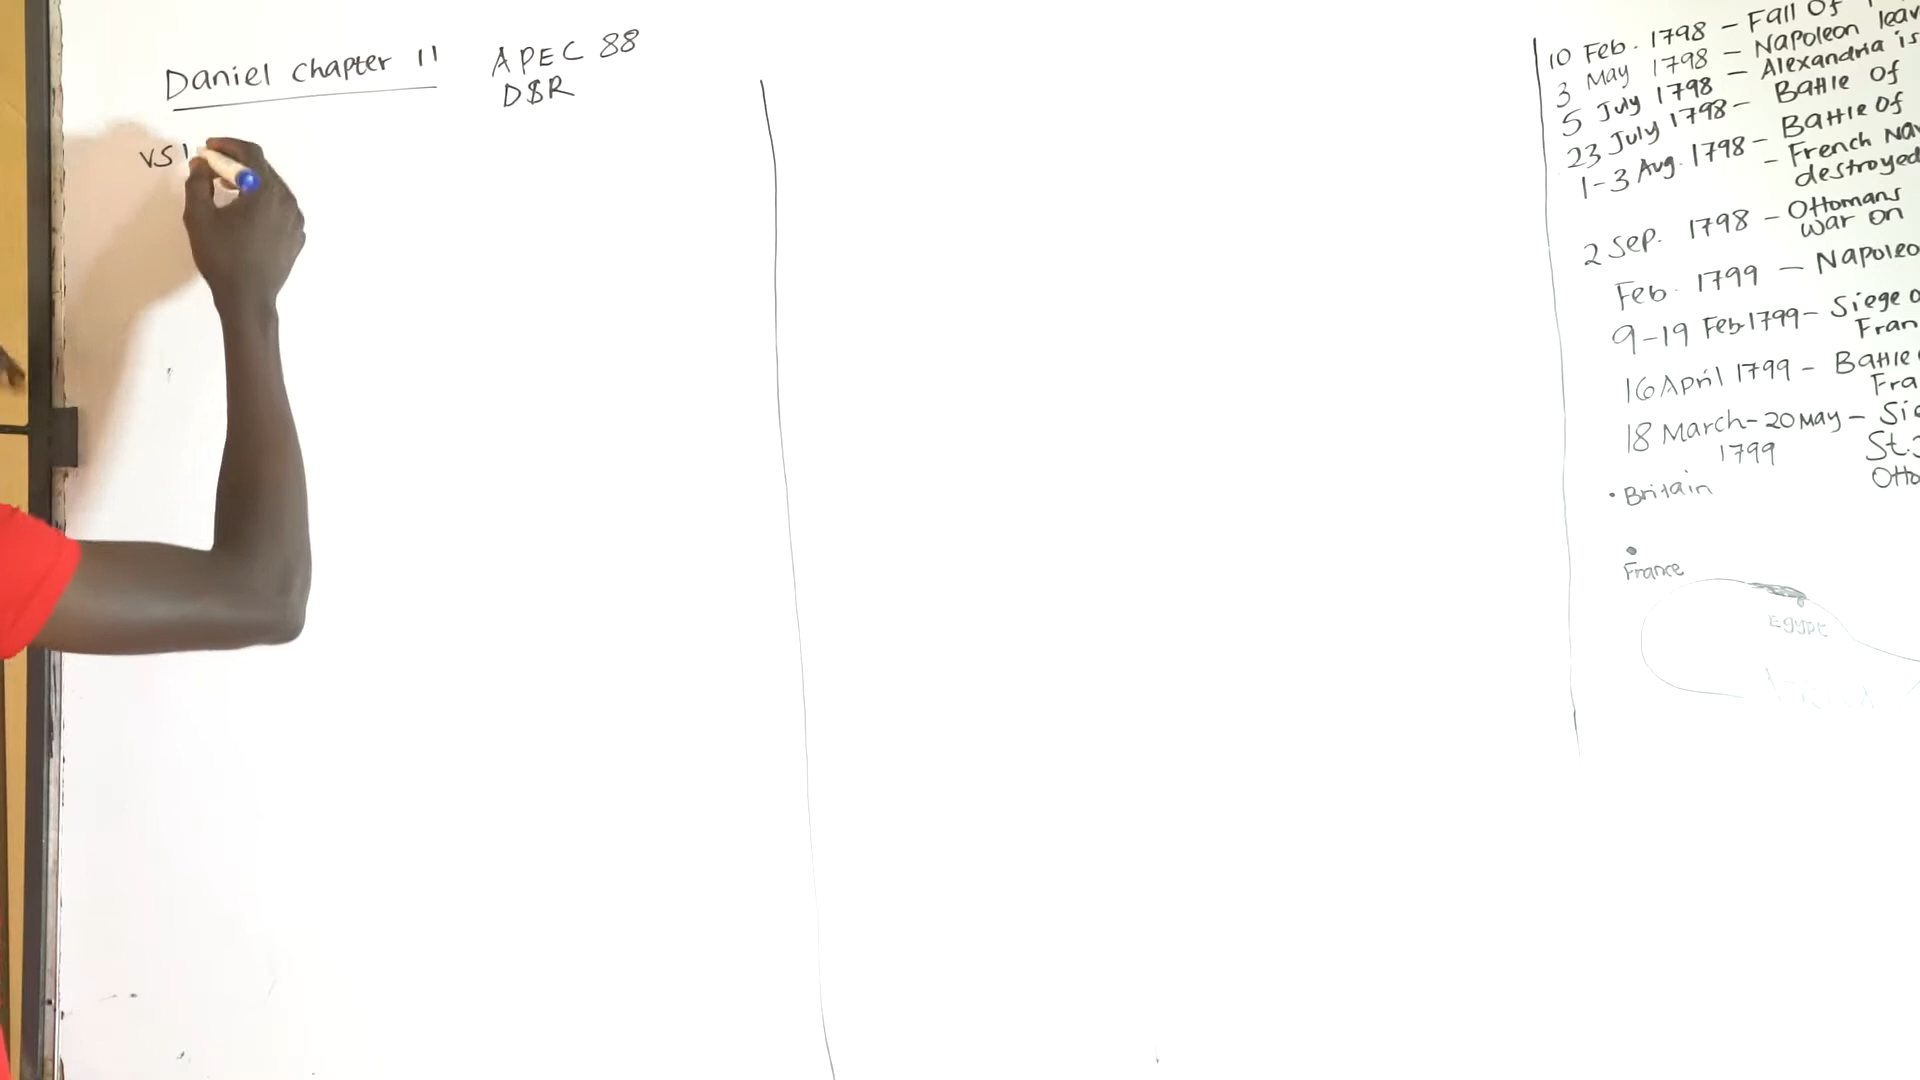 Daniel Chapter 11
APEC 88
D&R
VS 1
10 Feb. 1798 - Fall Of
3 May 1798 - Napoleon leav
5 July 1798 - Alexandria is
23 July 1798 - Battle Of
1-3 Aug. 1798 - Battle Of
- French Nav
destroyed
2 Sep. 1798 - Ottomans
war on
Feb. 1799 - Napoleo
9-19 Feb 1799 - Siege o
Fran
16 April 1799 - Battle
Fra
18 March - 20 May - Sie
1799 St.
Otto
• Britain
•
France
Egypt